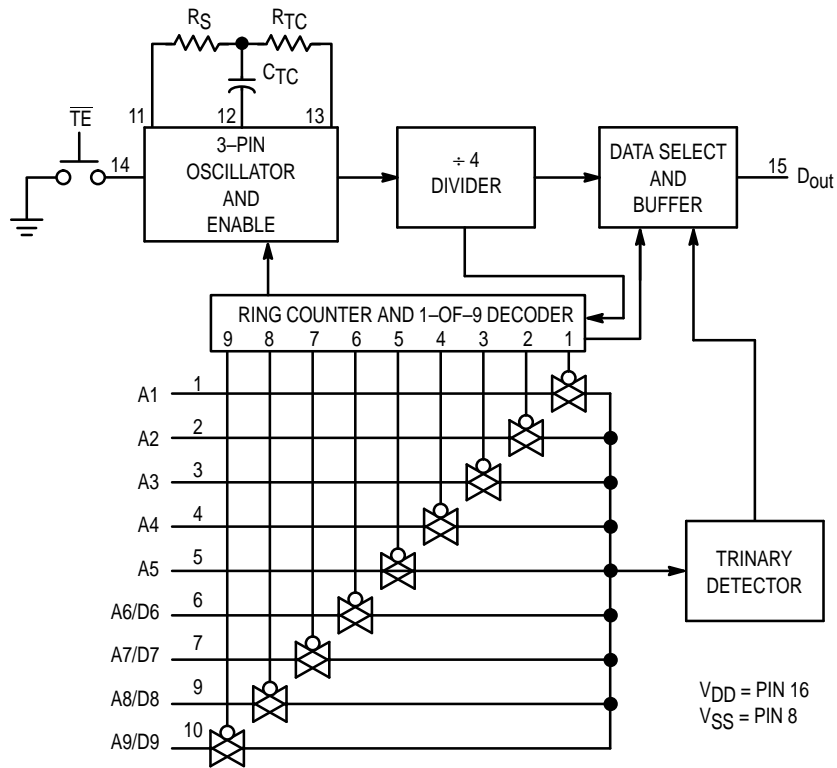 RS RTC
CTC
11 12 13
TE
14
3–PIN
OSCILLATOR
AND
ENABLE
÷ 4
DIVIDER
DATA SELECT
AND
BUFFER
15 Dout
RING COUNTER AND 1–OF–9 DECODER
9 8 7 6 5 4 3 2 1
A1 1
A2 2
A3 3
A4 4
A5 5
A6/D6 6
A7/D7 7
A8/D8 9
A9/D9 10
TRINARY
DETECTOR
VDD = PIN 16
VSS = PIN 8